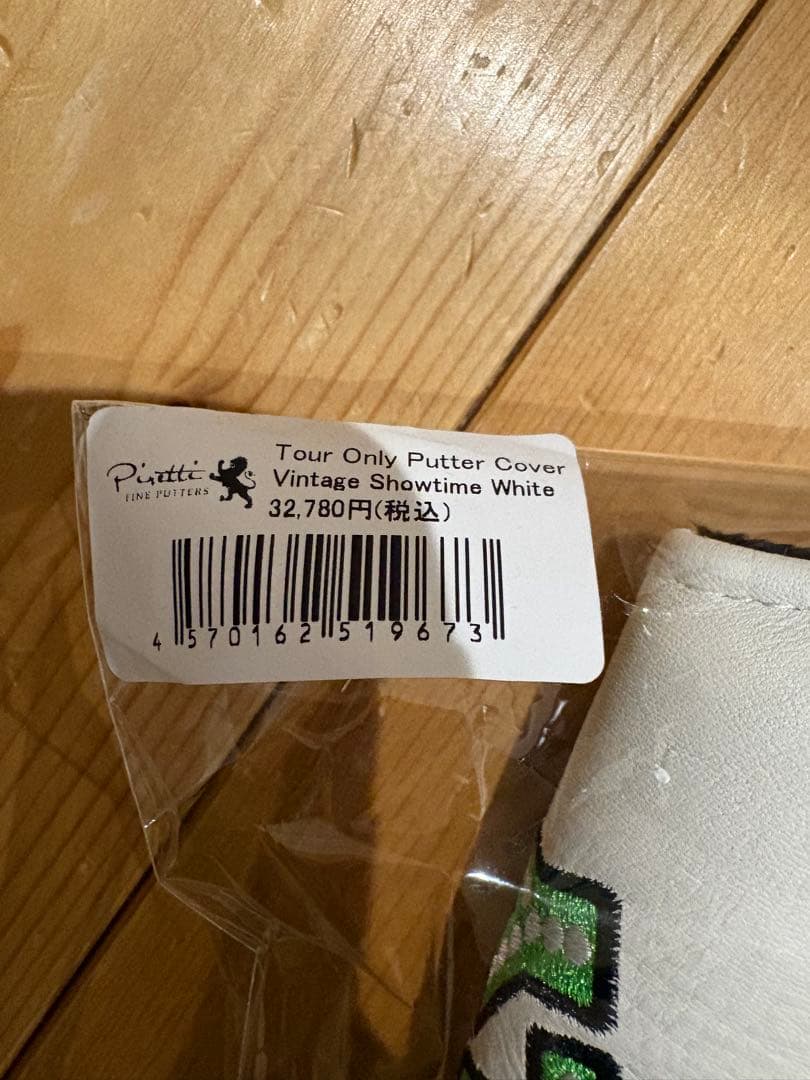 Piretti
FINE PUTTERS
Tour Only Putter Cover
Vintage Showtime White
32,780円(税込)
4 570162 519673